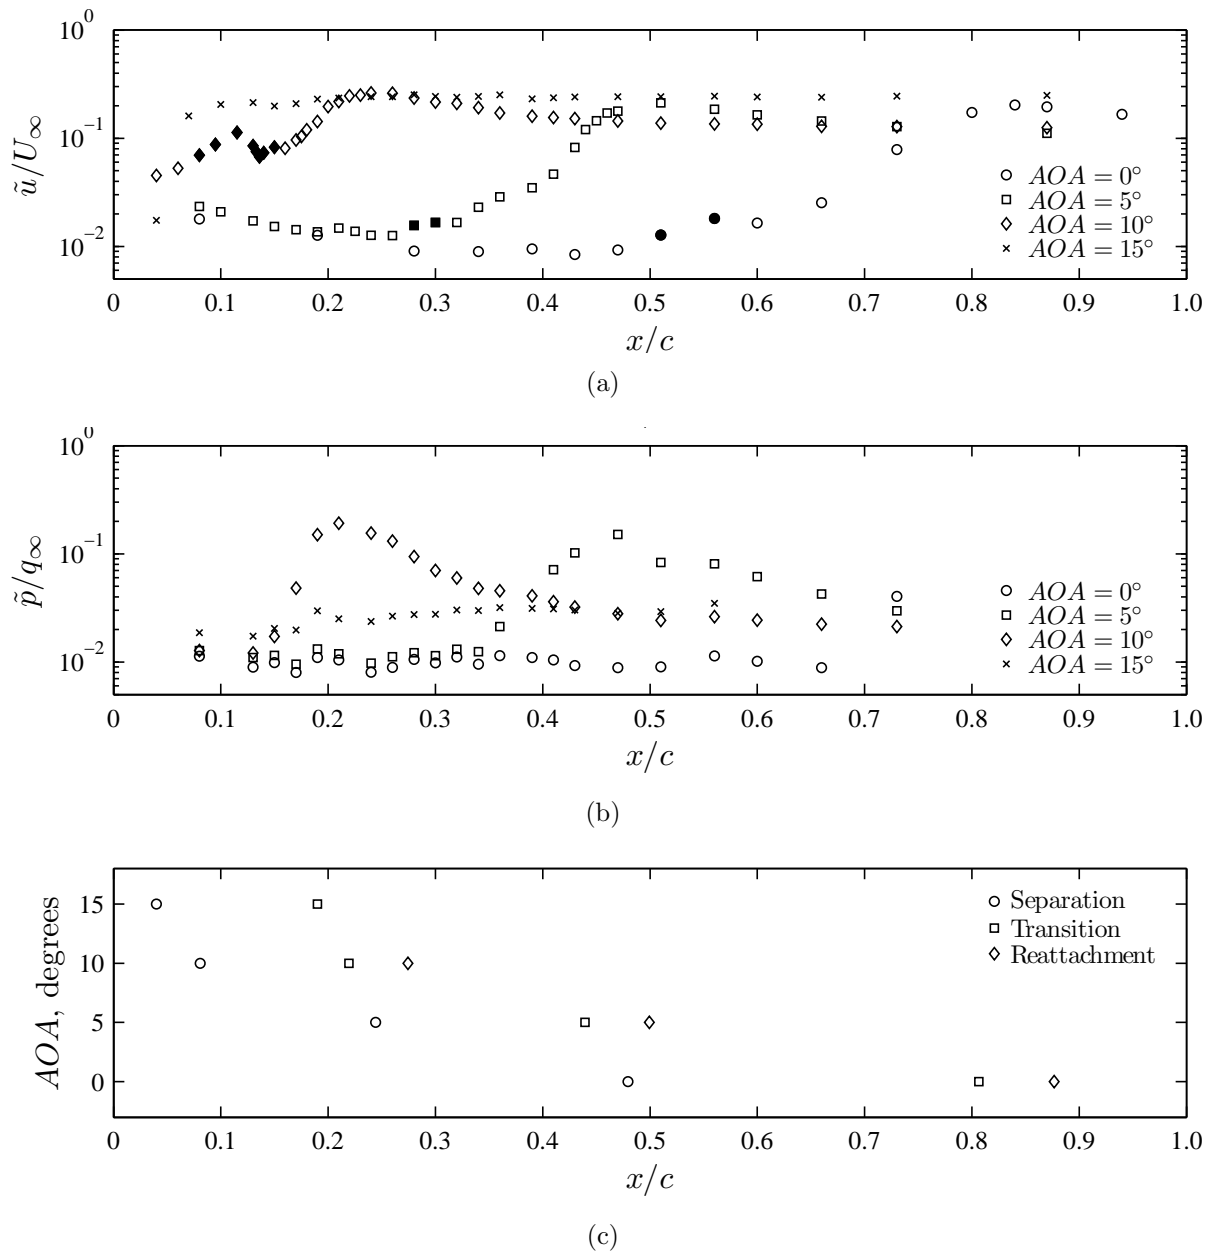 10⁰
10⁻¹
10⁻²
ũ/U∞
AOA = 0°
AOA = 5°
AOA = 10°
AOA = 15°
0 0.1 0.2 0.3 0.4 0.5 0.6 0.7 0.8 0.9 1.0
x/c
(a)
10⁰
10⁻¹
10⁻²
p̃/q∞
AOA = 0°
AOA = 5°
AOA = 10°
AOA = 15°
0 0.1 0.2 0.3 0.4 0.5 0.6 0.7 0.8 0.9 1.0
x/c
(b)
15
10
5
0
AOA, degrees
Separation
Transition
Reattachment
0 0.1 0.2 0.3 0.4 0.5 0.6 0.7 0.8 0.9 1.0
x/c
(c)